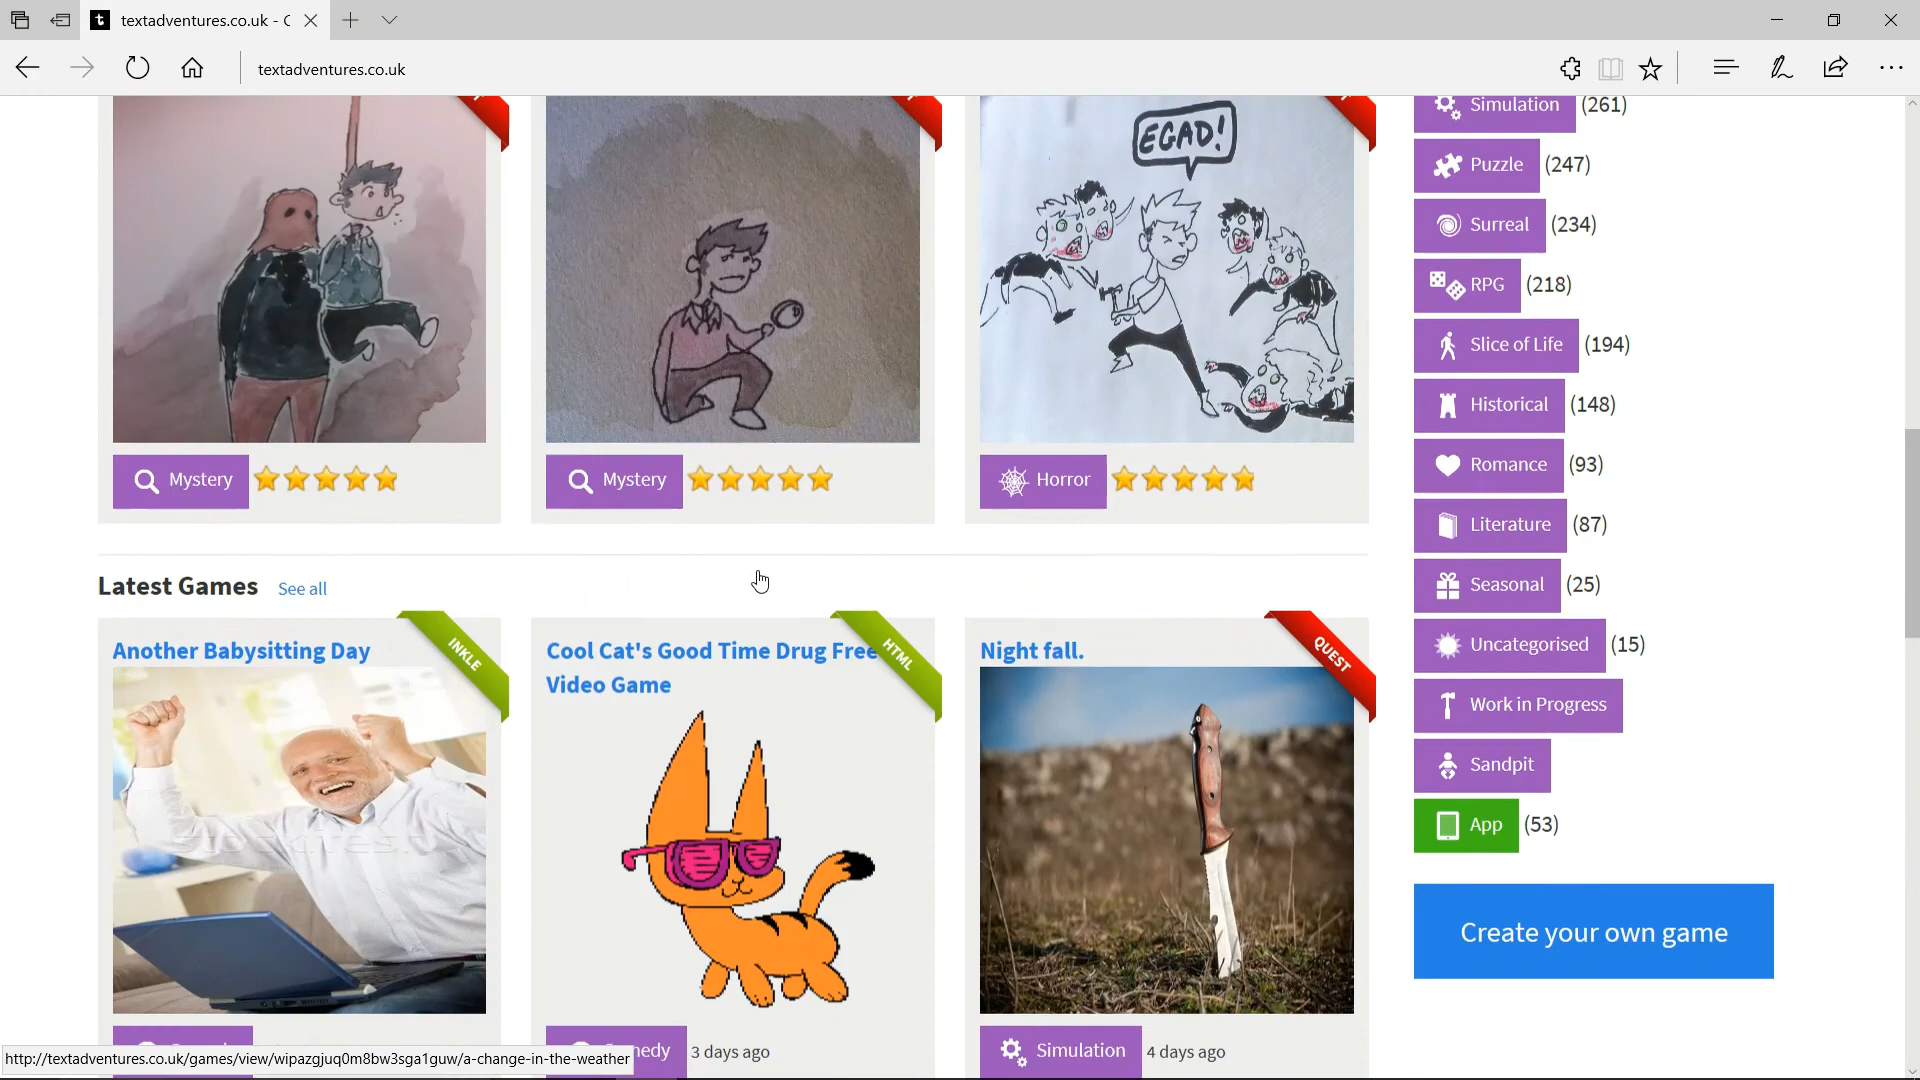 textadventures.co.uk - C
textadventures.co.uk
EGAD!
Mystery
Mystery
Horror
Latest Games See all
Another Babysitting Day
INKLE
Cool Cat's Good Time Drug Free
Video Game
HTML
Night fall.
QUEST
3 days ago
Simulation 4 days ago
Simulation (261)
Puzzle (247)
Surreal (234)
RPG (218)
Slice of Life (194)
Historical (148)
Romance (93)
Literature (87)
Seasonal (25)
Uncategorised (15)
Work in Progress
Sandpit
App (53)
Create your own game
http://textadventures.co.uk/games/view/wipazgjuq0m8bw3sga1guw/a-change-in-the-weather